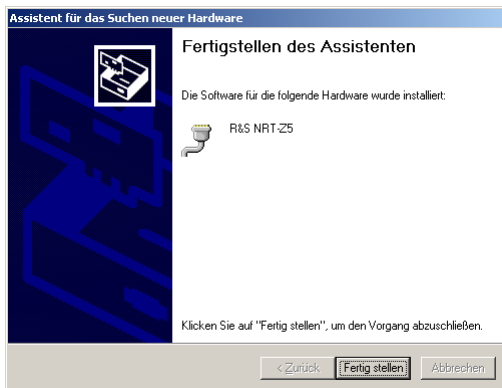 Assistent für das Suchen neuer Hardware
Fertigstellen des Assistenten
Die Software für die folgende Hardware wurde installiert:
R&S NRT-Z5
Klicken Sie auf "Fertig stellen", um den Vorgang abzuschließen.
< Zurück Fertig stellen Abbrechen